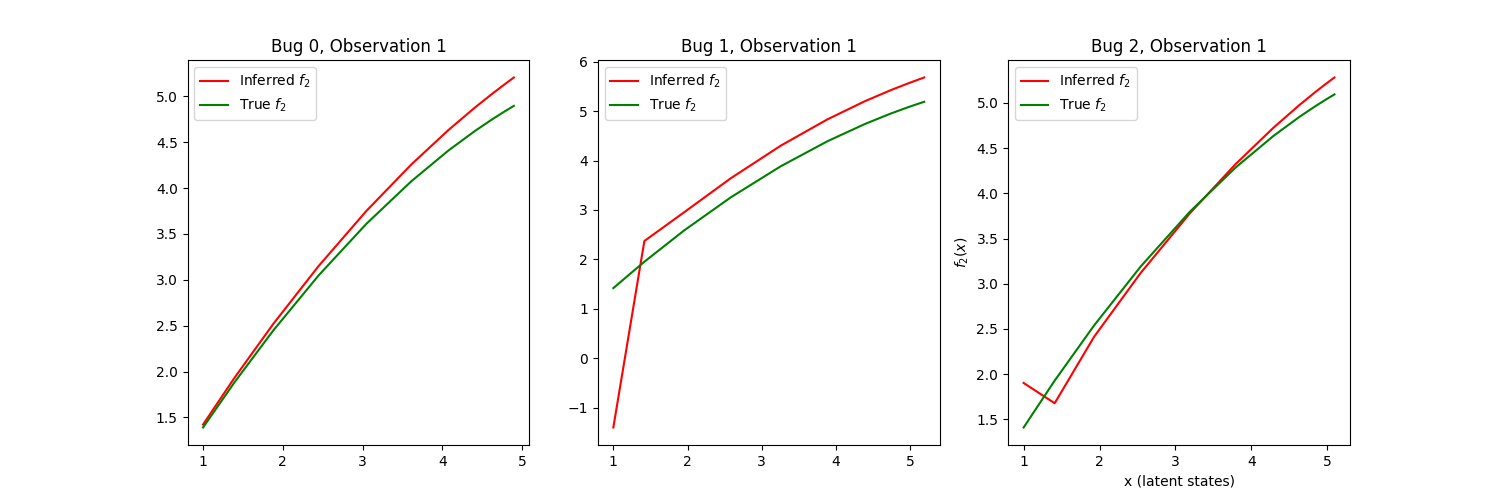 Bug 0, Observation 1
Inferred f₂
True f₂
5.0
4.5
4.0
3.5
3.0
2.5
2.0
1.5
1 2 3 4 5
Bug 1, Observation 1
Inferred f₂
True f₂
6
5
4
3
2
1
0
−1
1 2 3 4 5
Bug 2, Observation 1
Inferred f₂
True f₂
f₂(x)
5.0
4.5
4.0
3.5
3.0
2.5
2.0
1.5
1 2 3 4 5
x (latent states)